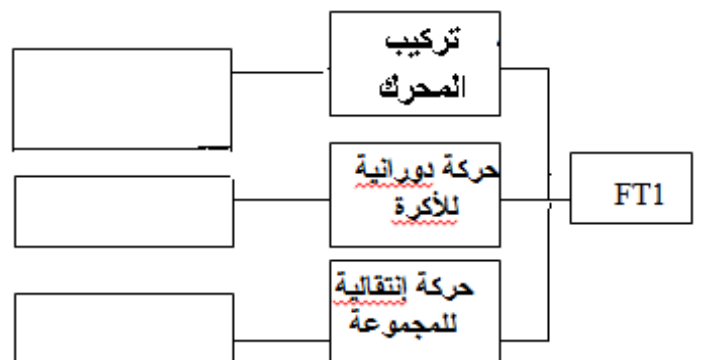 تركيب
المحرك
حركة دورانية
للأكرة
FT1
حركة إنتقالية
للمجموعة